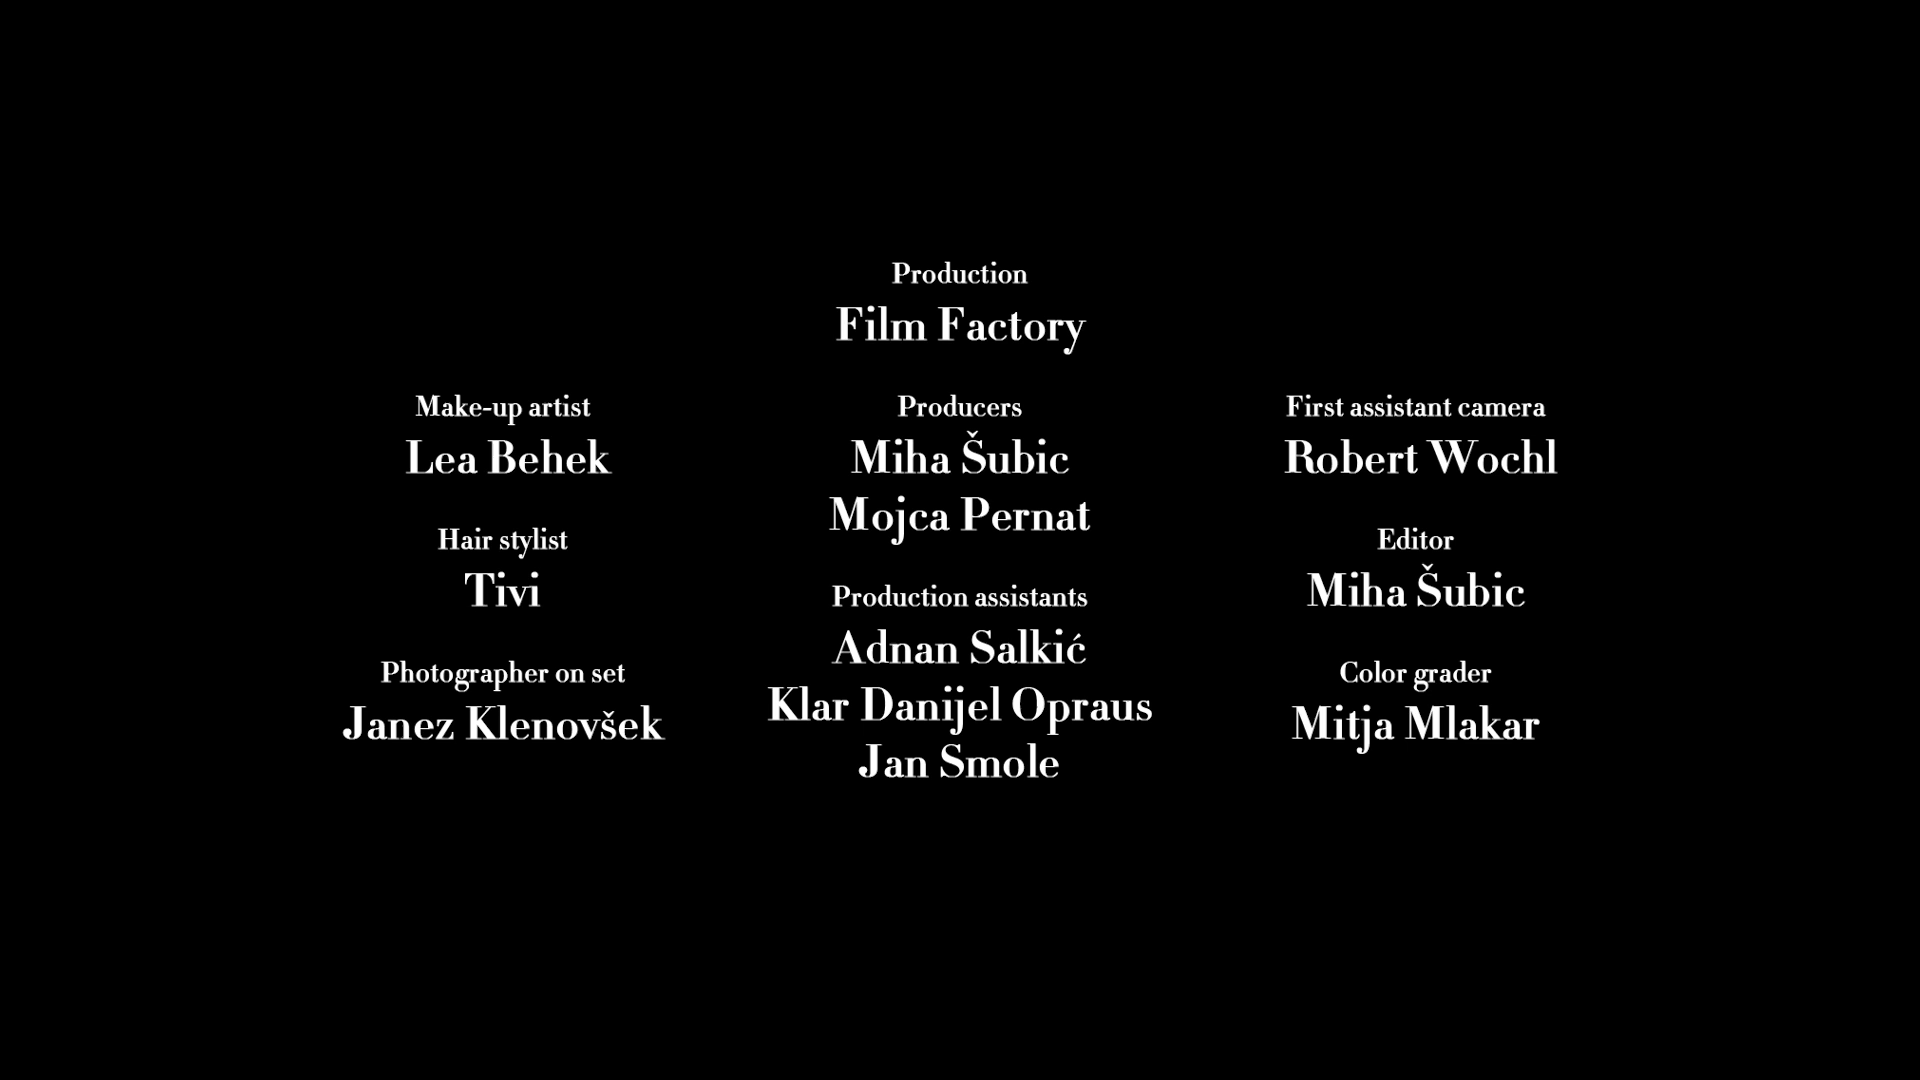 Production
Film Factory
Make-up artist
Lea Behek
Hair stylist
Tivi
Photographer on set
Janez Klenovšek
Producers
Miha Šubic
Mojca Pernat
Production assistants
Adnan Salkić
Klar Danijel Opraus
Jan Smole
First assistant camera
Robert Wochl
Editor
Miha Šubic
Color grader
Mitja Mlakar